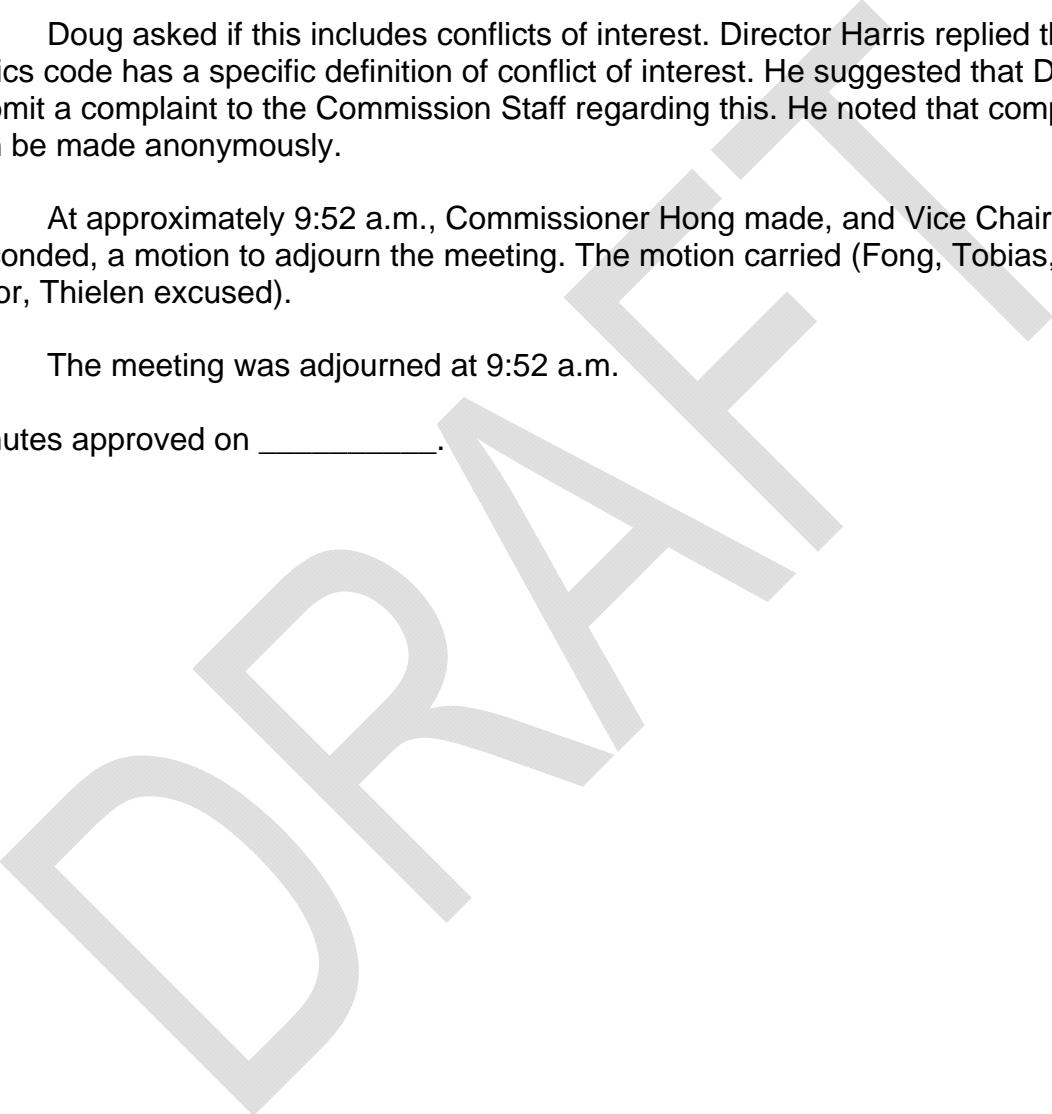 Doug asked if this includes conflicts of interest. Director Harris replied th
ics code has a specific definition of conflict of interest. He suggested that D
mit a complaint to the Commission Staff regarding this. He noted that comp
be made anonymously.
At approximately 9:52 a.m., Commissioner Hong made, and Vice Chair
onded, a motion to adjourn the meeting. The motion carried (Fong, Tobias,
or, Thielen excused).
The meeting was adjourned at 9:52 a.m.
utes approved on __________.
DRAFT